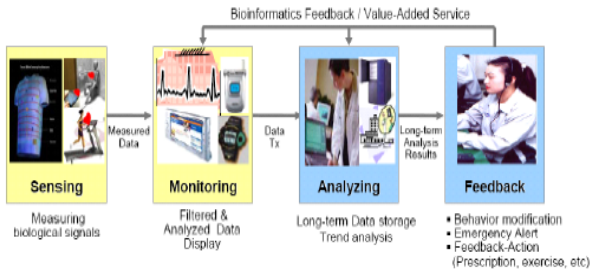 Bioinformatics Feedback / Value-Added Service
Sensing
Measured
Data
Monitoring
Data
Tx
Analyzing
Long-term
Analysis
Results
Feedback
Measuring
biological signals
Filtered &
Analyzed Data
Display
Long-term Data storage
Trend analysis
▪ Behavior modification
▪ Emergency Alert
▪ Feedback-Action
(Prescription, exercise, etc)